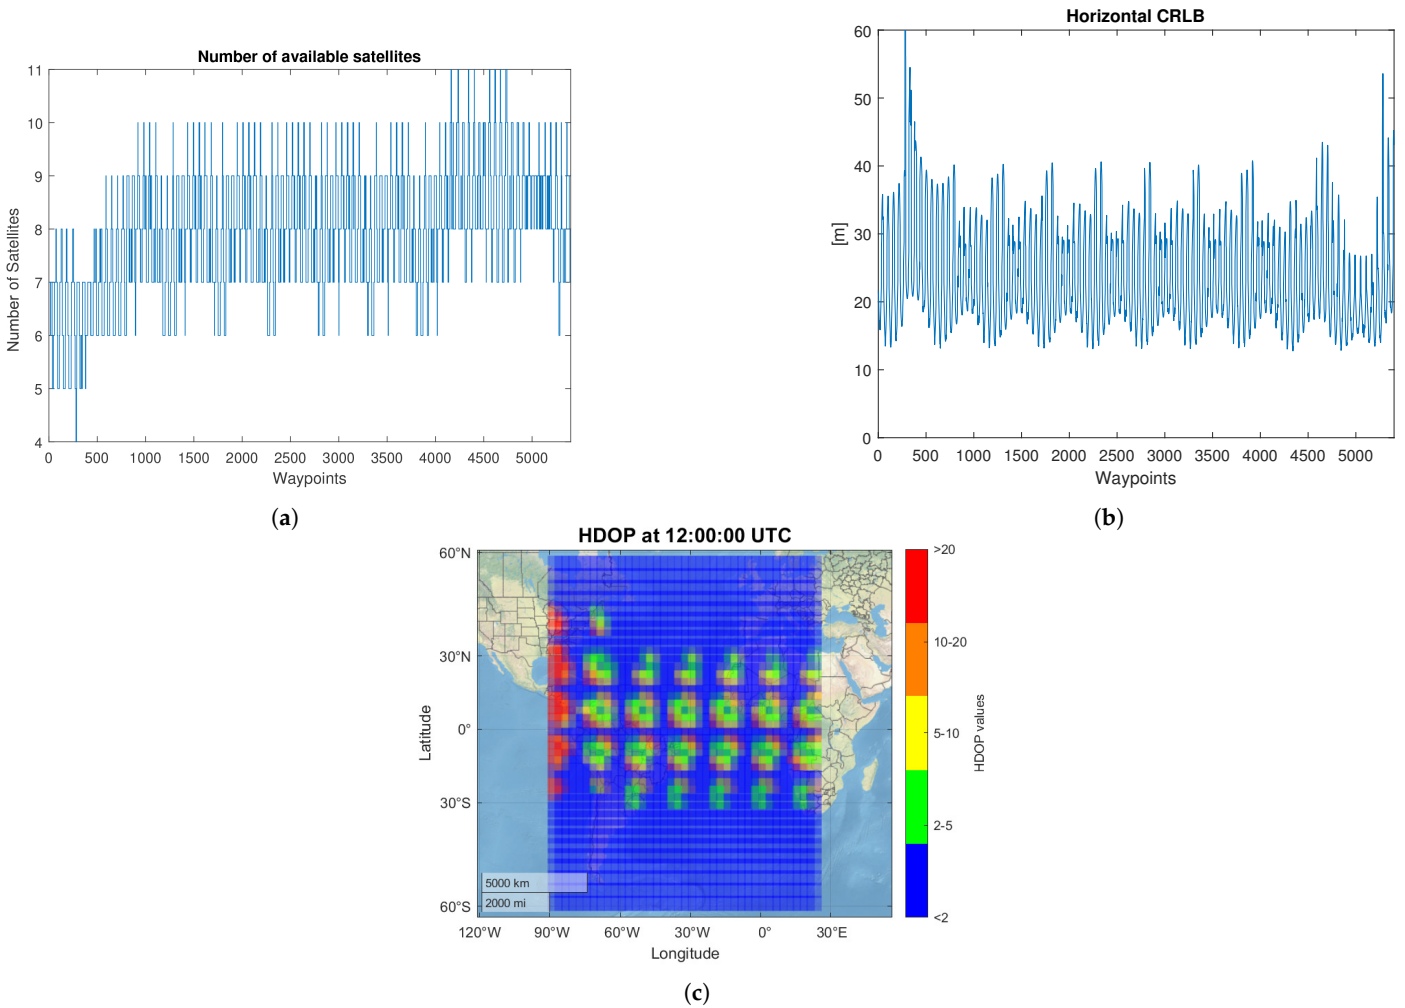 Number of available satellites
11
10
9
8
7
6
5
4
Number of Satellites
0 500 1000 1500 2000 2500 3000 3500 4000 4500 5000
Waypoints
(a)
Horizontal CRLB
60
50
40
30
20
10
0
[m]
0 500 1000 1500 2000 2500 3000 3500 4000 4500 5000
Waypoints
(b)
HDOP at 12:00:00 UTC
60°N
30°N
0°
30°S
60°S
Latitude
5000 km
2000 mi
120°W 90°W 60°W 30°W 0° 30°E
Longitude
>20
10-20
5-10
2-5
<2
HDOP values
(c)